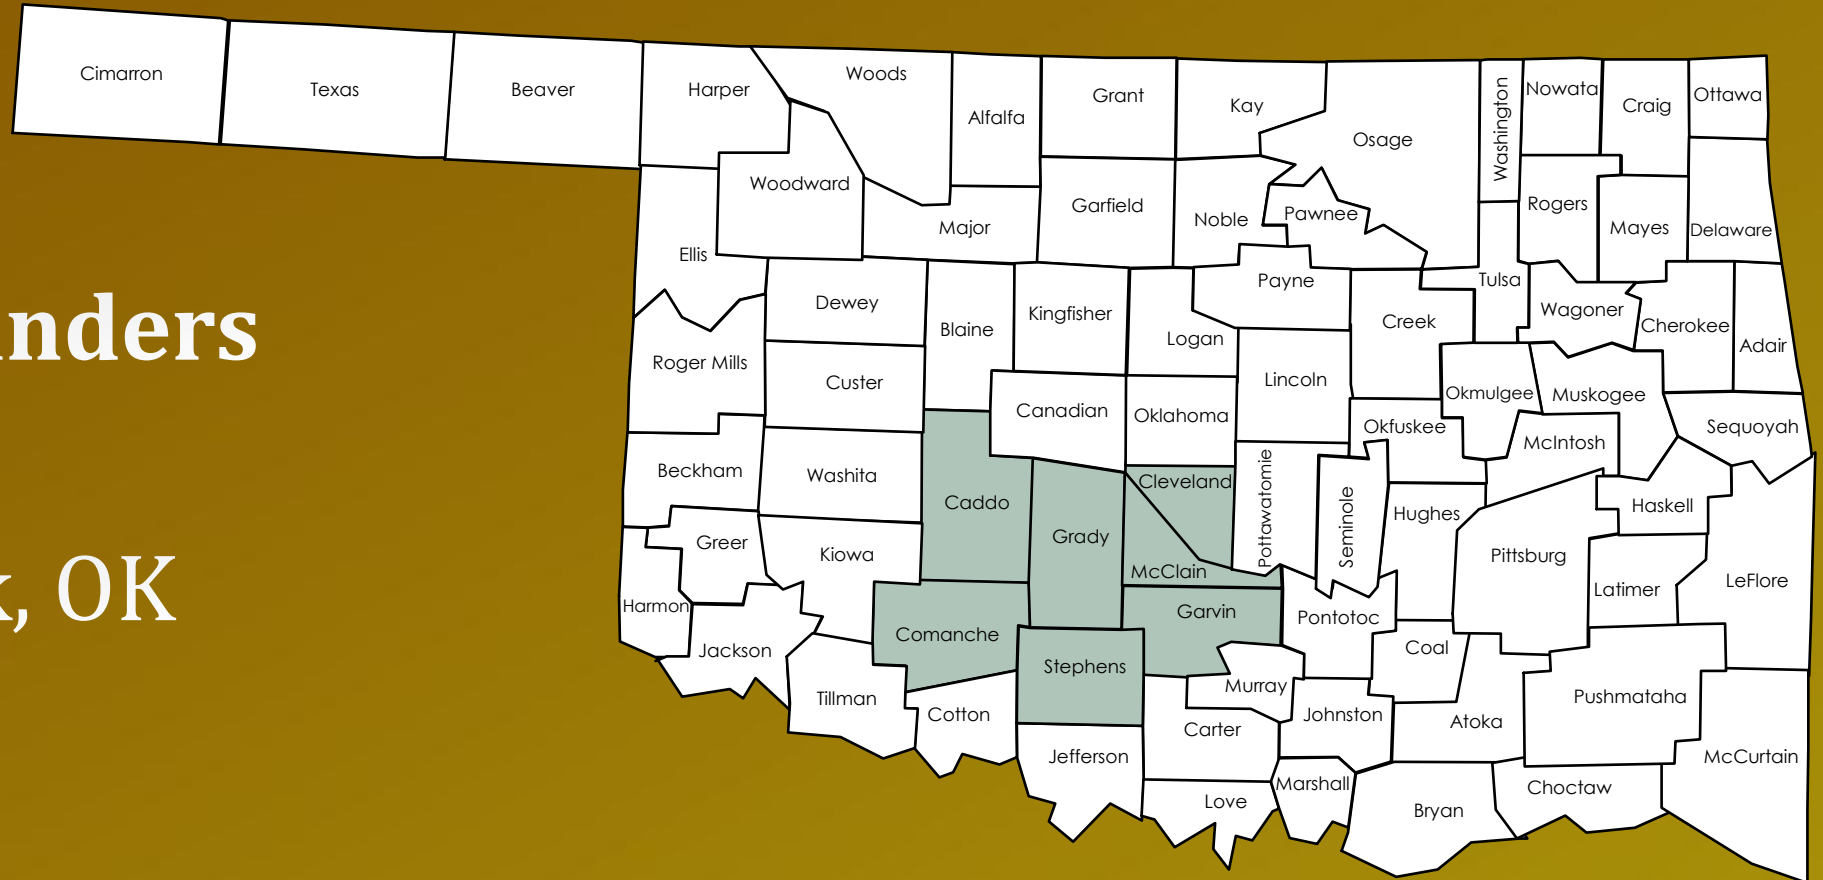 Cimarron
Texas
Beaver
Harper
Woods
Alfalfa
Grant
Kay
Osage
Washington
Nowata
Craig
Ottawa
Woodward
Major
Garfield
Noble
Pawnee
Rogers
Mayes
Delaware
Ellis
Dewey
Blaine
Kingfisher
Logan
Payne
Creek
Tulsa
Wagoner
Cherokee
Adair
nders
Roger Mills
Custer
Canadian
Oklahoma
Lincoln
Okmulgee
Muskogee
Okfuskee
McIntosh
Sequoyah
Beckham
Washita
Caddo
Grady
Cleveland
Pottawatomie
Seminole
Hughes
Haskell
Greer
Kiowa
McClain
Pittsburg
Latimer
LeFlore
, OK
Harmon
Jackson
Comanche
Garvin
Pontotoc
Coal
Stephens
Tillman
Cotton
Murray
Johnston
Atoka
Pushmataha
Jefferson
Carter
McCurtain
Love
Marshall
Bryan
Choctaw